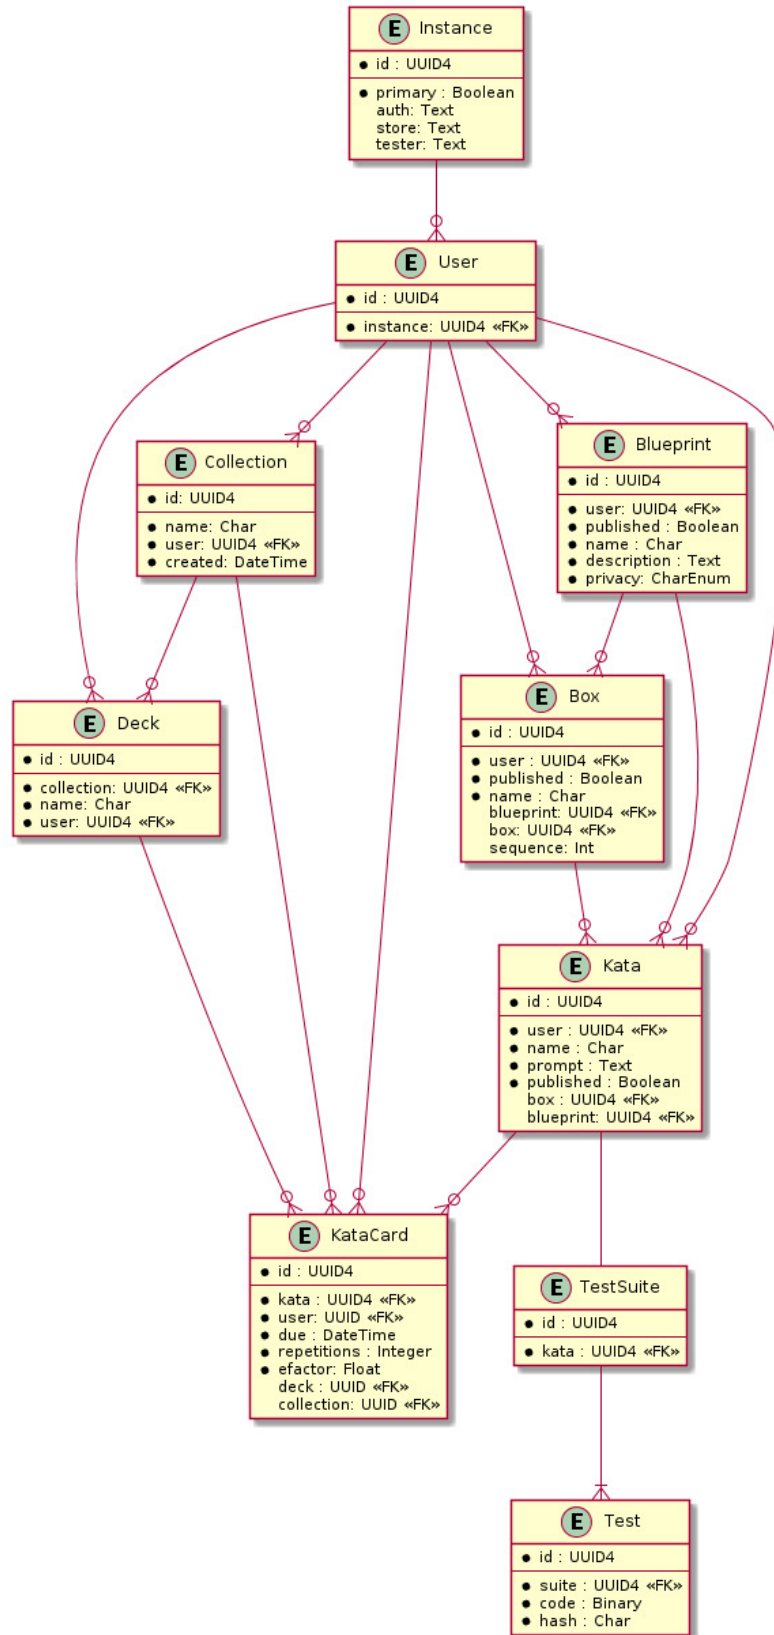 E Instance
id : UUID4
primary : Boolean
auth: Text
store: Text
tester: Text
E User
id : UUID4
instance: UUID4 «FK»
E Collection
id: UUID4
name: Char
user: UUID4 «FK»
created: DateTime
E Blueprint
id : UUID4
user: UUID4 «FK»
published : Boolean
name : Char
description : Text
privacy: CharEnum
E Deck
id : UUID4
collection: UUID4 «FK»
name: Char
user: UUID4 «FK»
E Box
id : UUID4
user : UUID4 «FK»
published : Boolean
name : Char
blueprint: UUID4 «FK»
box: UUID4 «FK»
sequence: Int
E Kata
id : UUID4
user : UUID4 «FK»
name : Char
prompt : Text
published : Boolean
box : UUID4 «FK»
blueprint: UUID4 «FK»
E KataCard
id : UUID4
kata : UUID4 «FK»
user: UUID «FK»
due : DateTime
repetitions : Integer
efactor: Float
deck : UUID «FK»
collection: UUID «FK»
E TestSuite
id : UUID4
kata : UUID4 «FK»
E Test
id : UUID4
suite : UUID4 «FK»
code : Binary
hash : Char